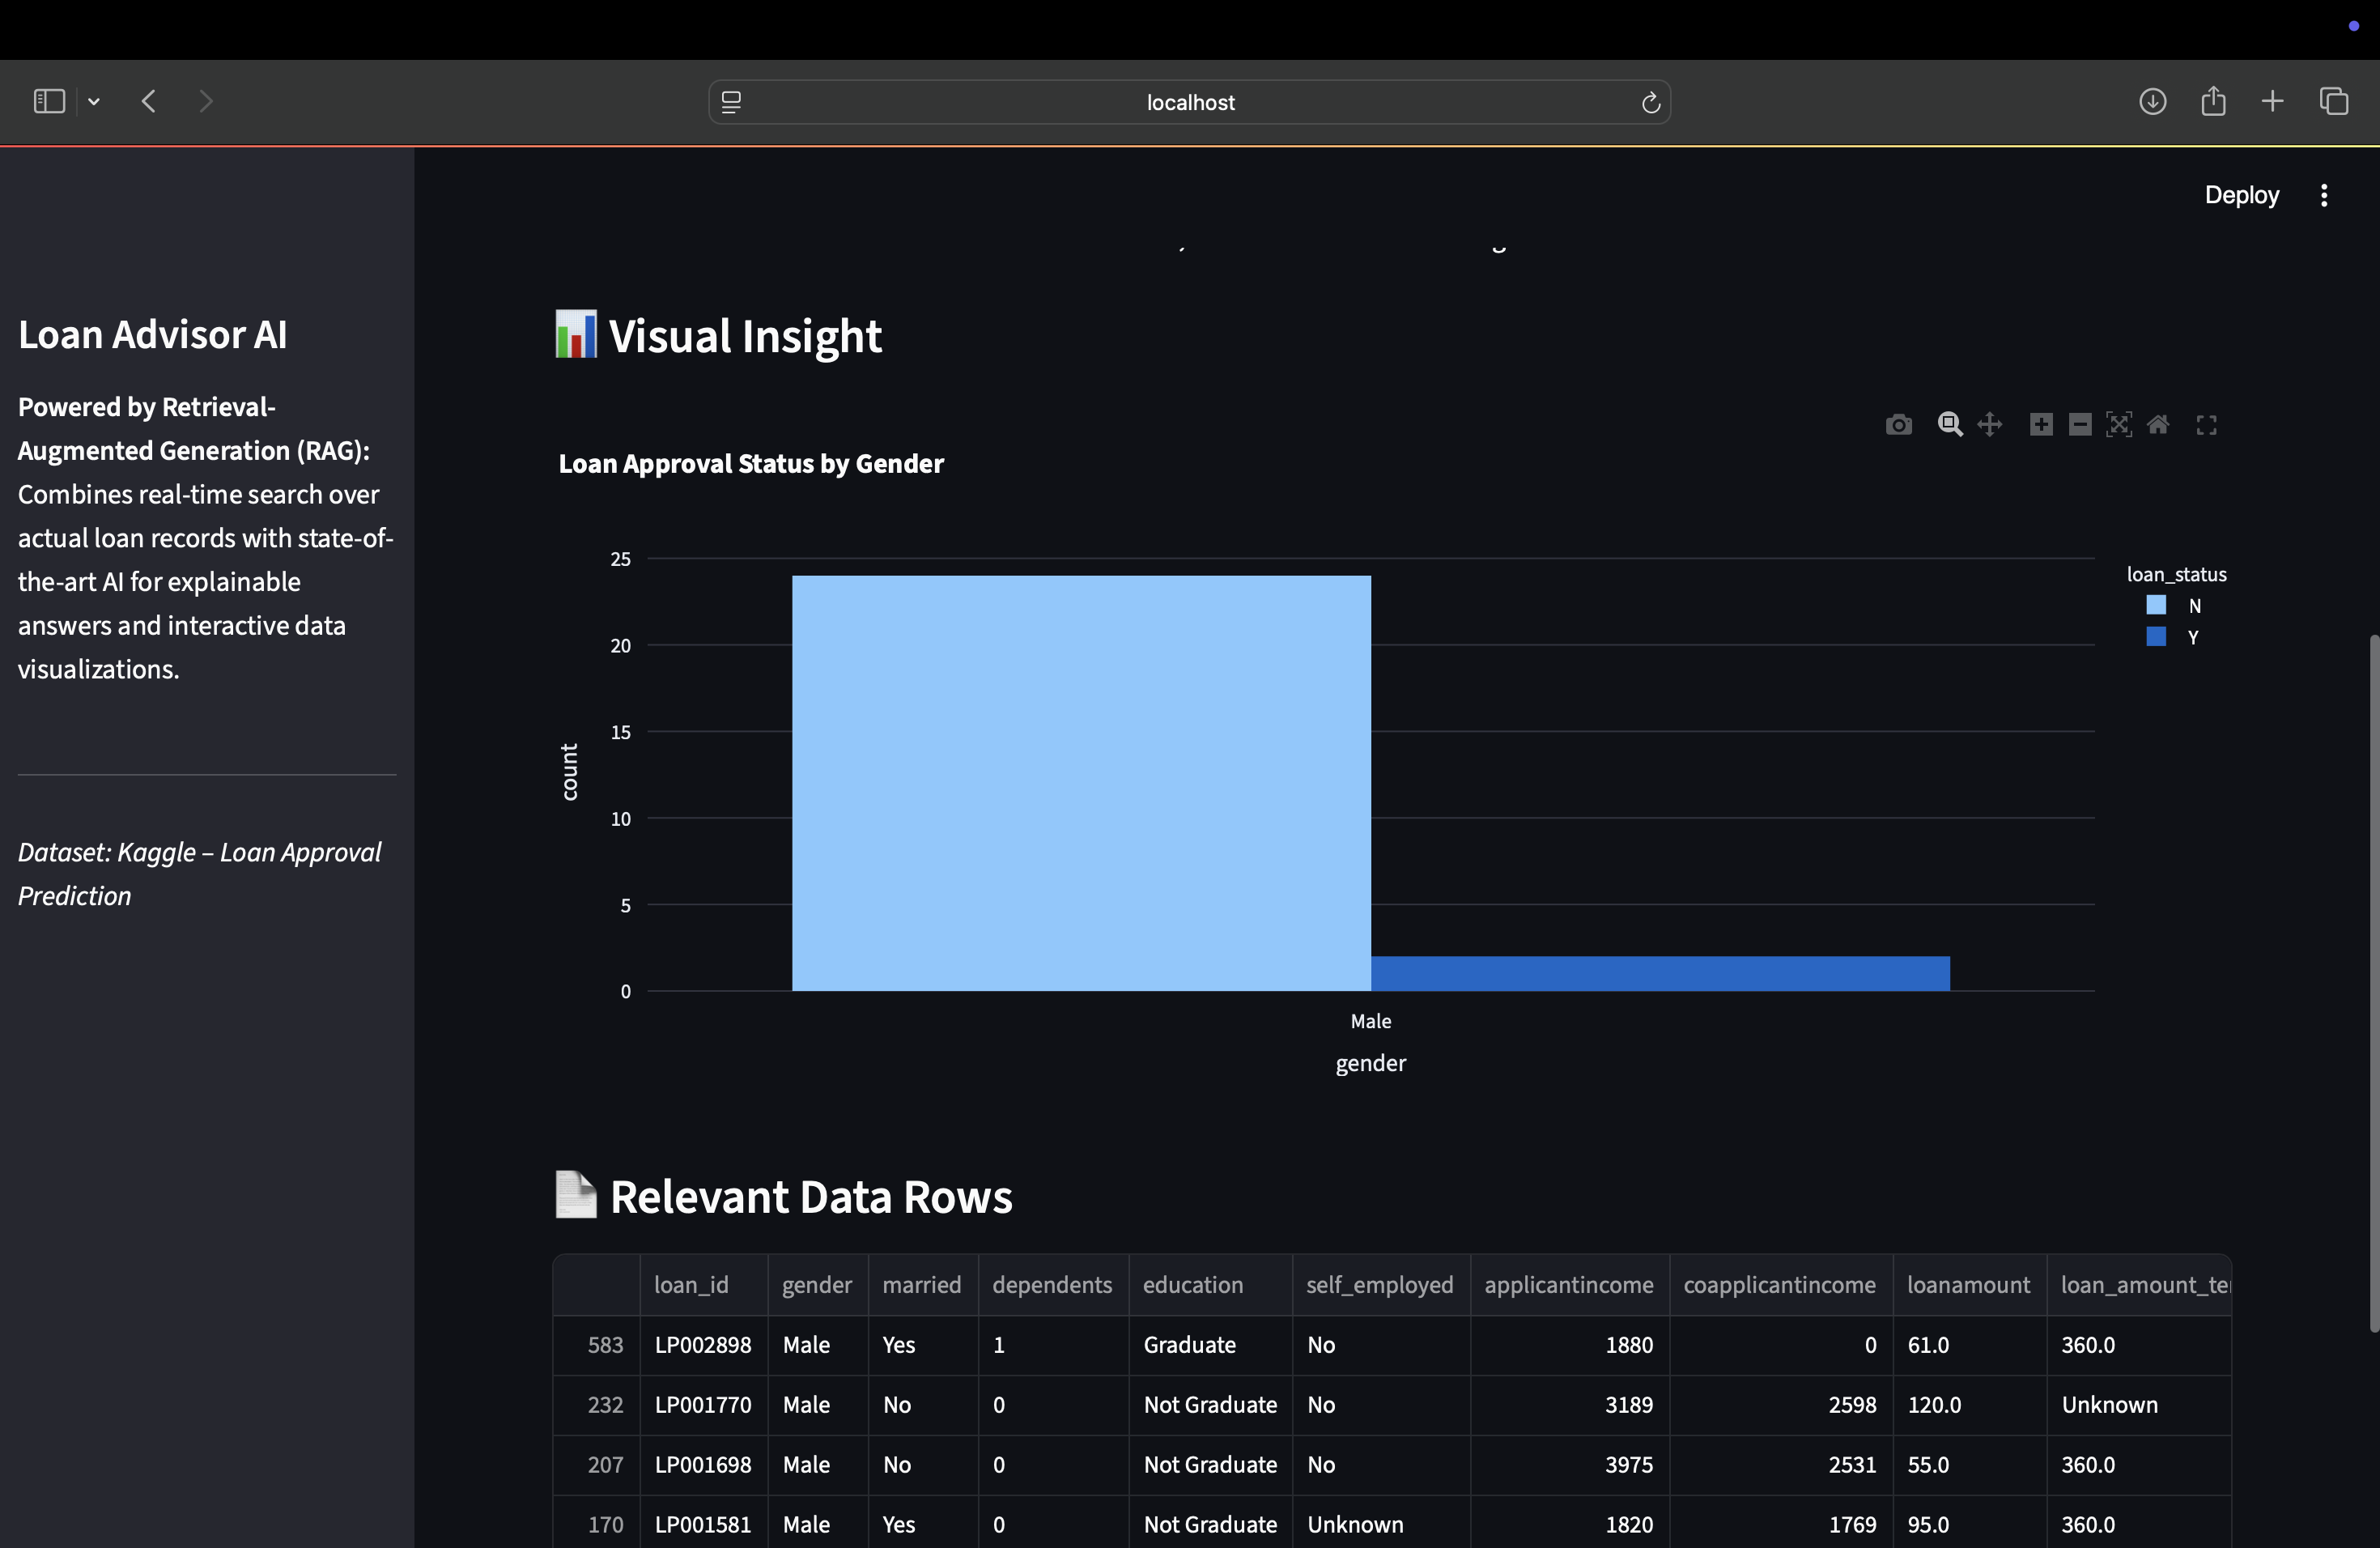 localhost
Deploy
Loan Advisor AI
Powered by Retrieval-
Augmented Generation (RAG):
Combines real-time search over
actual loan records with state-of-
the-art AI for explainable
answers and interactive data
visualizations.
Dataset: Kaggle – Loan Approval
Prediction
Visual Insight
Loan Approval Status by Gender
25
20
15
10
5
0
count
Male
gender
loan_status
N
Y
Relevant Data Rows
loan_id gender married dependents education self_employed applicantincome coapplicantincome loanamount loan_amount_te
583 LP002898 Male Yes 1 Graduate No 1880 0 61.0 360.0
232 LP001770 Male No 0 Not Graduate No 3189 2598 120.0 Unknown
207 LP001698 Male No 0 Not Graduate No 3975 2531 55.0 360.0
170 LP001581 Male Yes 0 Not Graduate Unknown 1820 1769 95.0 360.0